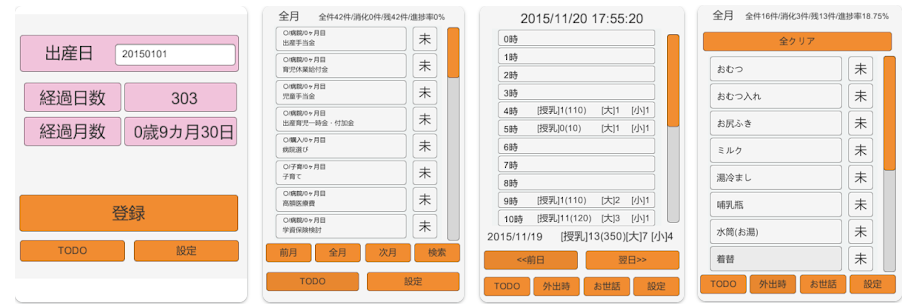 出産日 20150101
経過日数 303
経過月数 0歳9カ月30日
登録
TODO 設定
全月 全件42件/消化0件/残42件/進捗率0%
〇/病院/0ヶ月目
出産手当金 未
〇/病院/0ヶ月目
育児休業給付金 未
〇/病院/0ヶ月目
児童手当金 未
〇/病院/0ヶ月目
出産育児一時金・付加金 未
〇/購入/0ヶ月目
病院選び 未
〇/子育/0ヶ月目
子育て 未
〇/病院/0ヶ月目
高額医療費 未
〇/病院/0ヶ月目
学資保険検討 未
前月 全月 次月 検索
TODO 設定
2015/11/20 17:55:20
0時
1時
2時
3時
4時 [授乳]1(110) [大]1 [小]1
5時 [授乳]0(10) [大]1 [小]1
6時
7時
8時
9時 [授乳]1(110) [大]2 [小]1
10時 [授乳]11(120) [大]3 [小]1
2015/11/19 [授乳]13(350)[大]7 [小]4
<<前日 翌日>>
TODO 外出時 お世話 設定
全月 全件16件/消化3件/残13件/進捗率18.75%
全クリア
おむつ 未
おむつ入れ 未
お尻ふき 未
ミルク 未
湯冷まし 未
哺乳瓶 未
水筒(お湯) 未
着替 未
TODO 外出時 お世話 設定